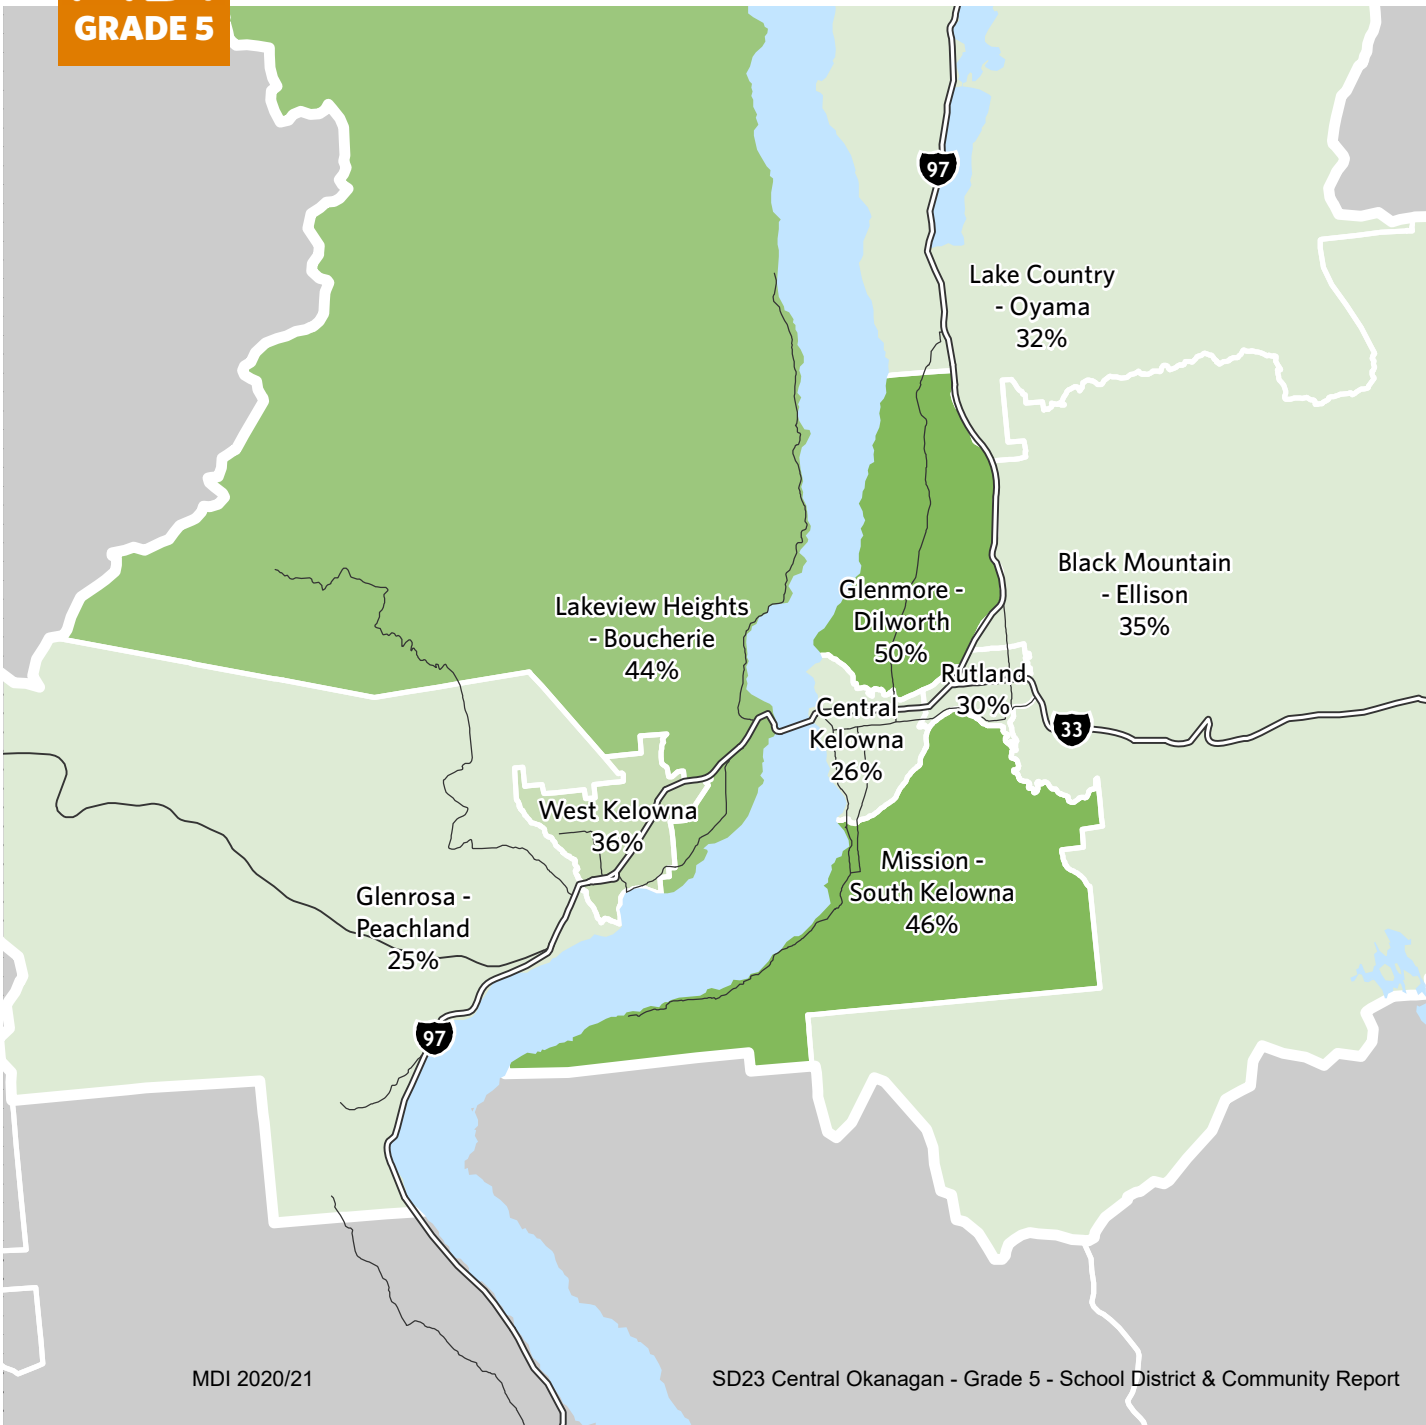 GRADE 5
97
Lake Country
- Oyama
32%
Black Mountain
- Ellison
35%
Lakeview Heights
- Boucherie
44%
Glenmore -
Dilworth
50%
Rutland
30%
Central
Kelowna
26%
33
West Kelowna
36%
Mission -
South Kelowna
46%
Glenrosa -
Peachland
25%
97
MDI 2020/21
SD23 Central Okanagan - Grade 5 - School District & Community Report